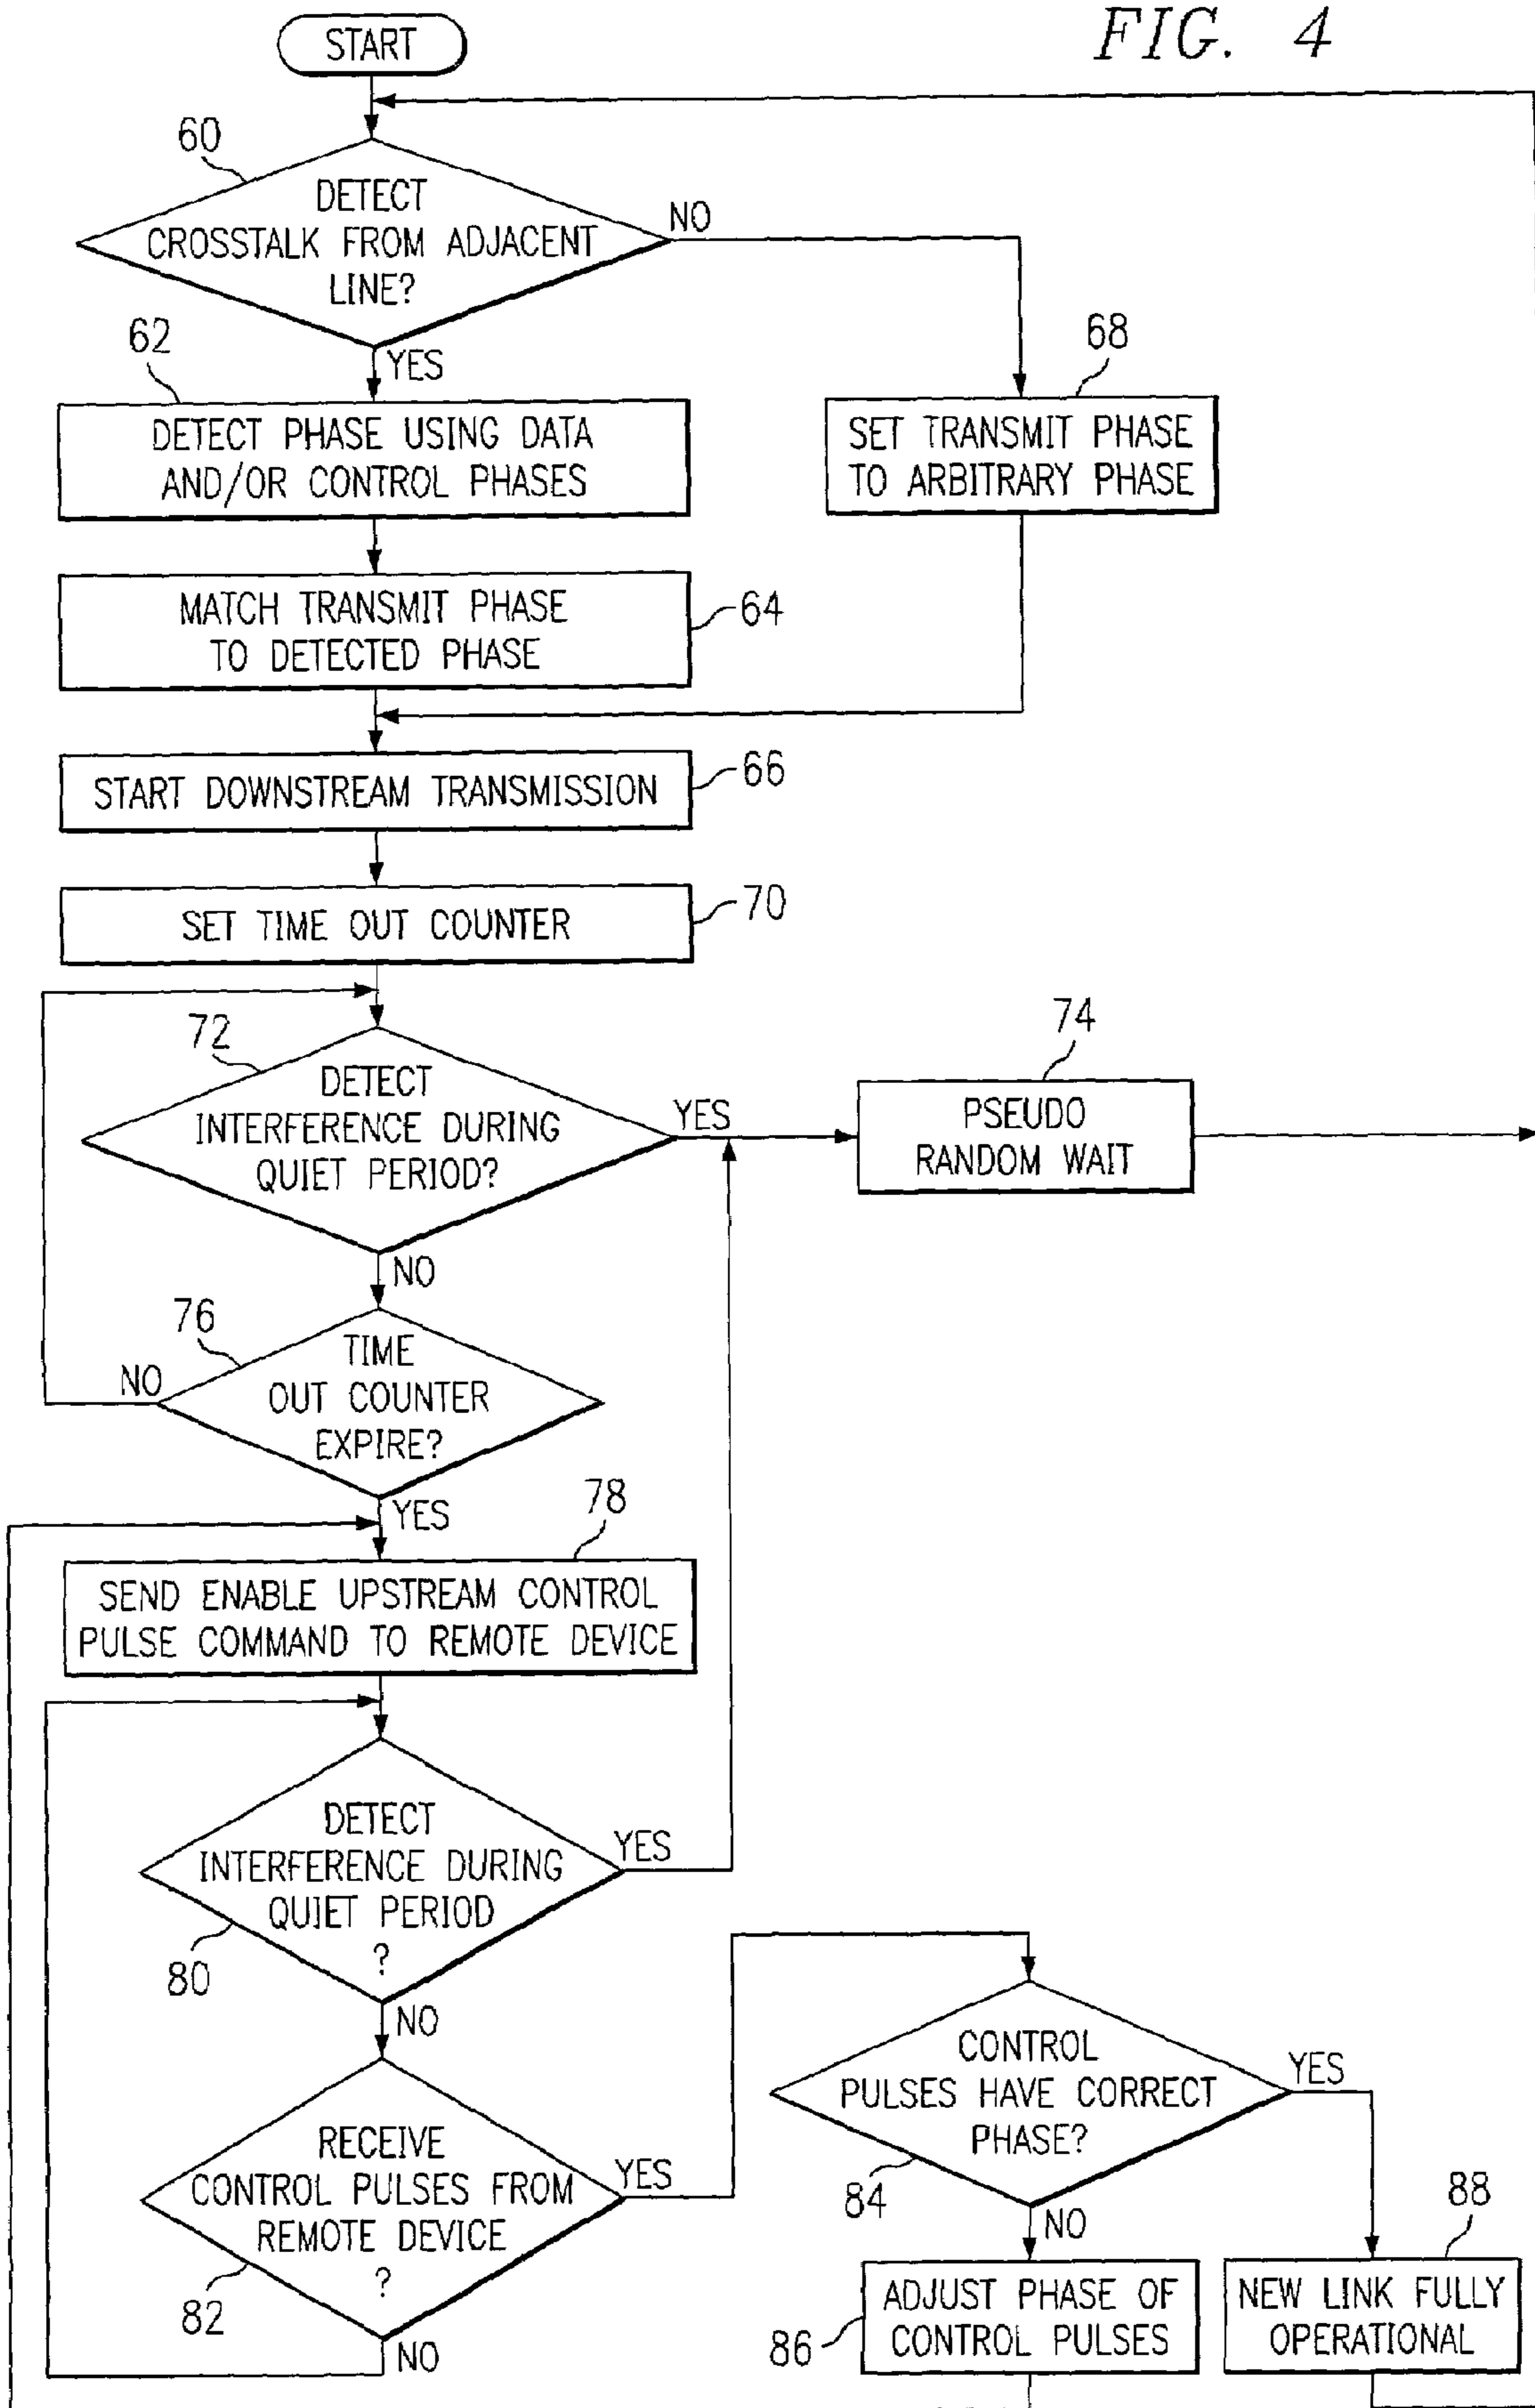 FIG. 4
START
60
DETECT
CROSSTALK FROM ADJACENT
LINE?
NO
YES
62
DETECT PHASE USING DATA
AND/OR CONTROL PHASES
68
SET TRANSMIT PHASE
TO ARBITRARY PHASE
MATCH TRANSMIT PHASE
TO DETECTED PHASE
64
START DOWNSTREAM TRANSMISSION
66
SET TIME OUT COUNTER
70
72
DETECT
INTERFERENCE DURING
QUIET PERIOD?
YES
NO
74
PSEUDO
RANDOM WAIT
76
TIME
OUT COUNTER
EXPIRE?
NO
YES
78
SEND ENABLE UPSTREAM CONTROL
PULSE COMMAND TO REMOTE DEVICE
DETECT
INTERFERENCE DURING
QUIET PERIOD
?
YES
80
NO
RECEIVE
CONTROL PULSES FROM
REMOTE DEVICE
?
YES
82
NO
CONTROL
PULSES HAVE CORRECT
PHASE?
YES
84
NO
86
ADJUST PHASE OF
CONTROL PULSES
88
NEW LINK FULLY
OPERATIONAL